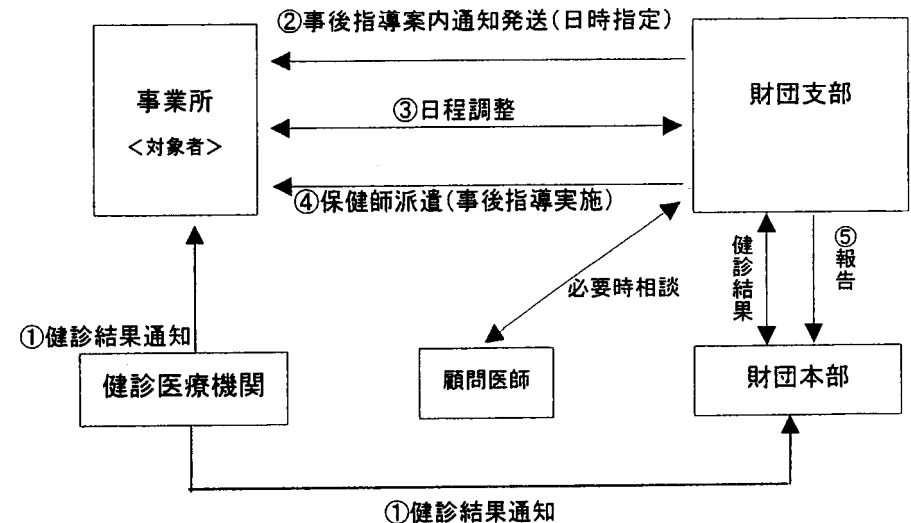 ②事後指導案内通知発送(日時指定)
事業所
<対象者>
財団支部
③日程調整
④保健師派遣(事後指導実施)
健診結果
⑤報告
必要時相談
①健診結果通知
健診医療機関
顧問医師
財団本部
①健診結果通知